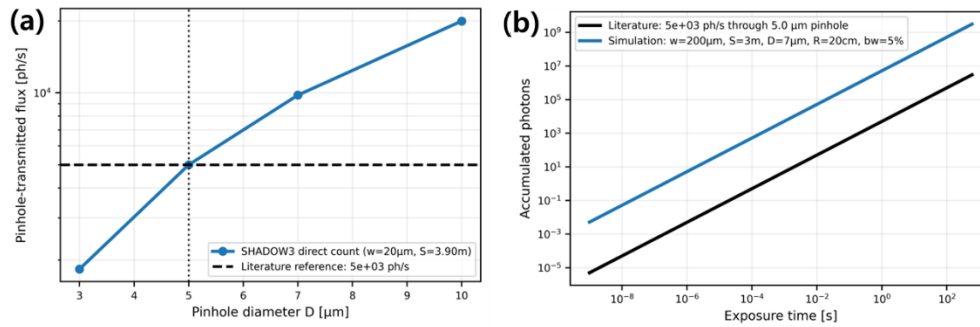 (a)
Pinhole-transmitted flux [ph/s]
10⁴
SHADOW3 direct count (w=20μm, S=3.90m)
Literature reference: 5e+03 ph/s
3 4 5 6 7 8 9 10
Pinhole diameter D [μm]
(b)
Accumulated photons
10⁹
10⁷
10⁵
10³
10¹
10⁻¹
10⁻³
10⁻⁵
Literature: 5e+03 ph/s through 5.0 μm pinhole
Simulation: w=200μm, S=3m, D=7μm, R=20cm, bw=5%
10⁻⁸ 10⁻⁶ 10⁻⁴ 10⁻² 10⁰ 10²
Exposure time [s]